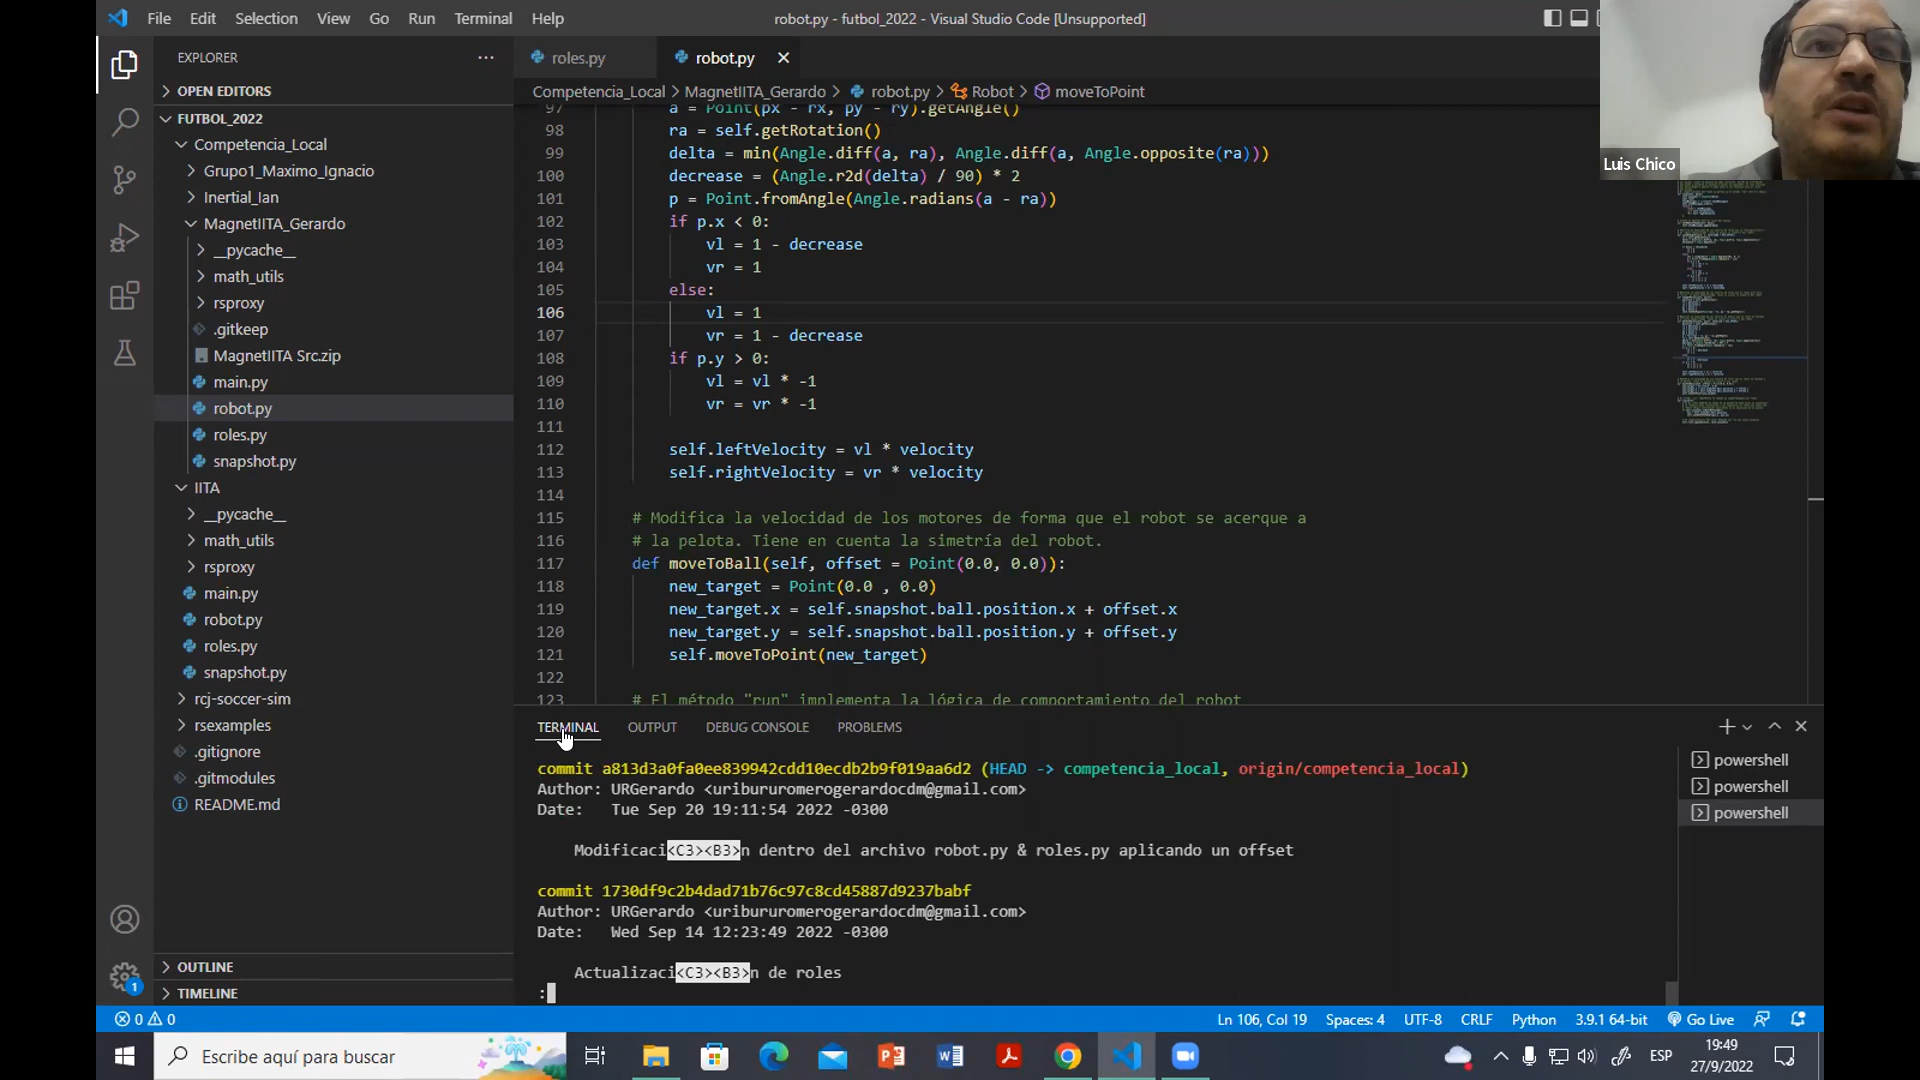 File Edit Selection View Go Run Terminal Help
robot.py - futbol_2022 - Visual Studio Code [Unsupported]
EXPLORER
roles.py
robot.py
OPEN EDITORS
Competencia_Local > MagnetIITA_Gerardo > robot.py > Robot > moveToPoint
Luis Chico
FUTBOL_2022
Competencia_Local
Grupo1_Maximo_Ignacio
Inertial_Ian
MagnetIITA_Gerardo
__pycache__
math_utils
rsproxy
.gitkeep
MagnetIITA Src.zip
main.py
robot.py
roles.py
snapshot.py
IITA
__pycache__
math_utils
rsproxy
main.py
robot.py
roles.py
snapshot.py
rcj-soccer-sim
rsexamples
.gitignore
.gitmodules
README.md
OUTLINE
TIMELINE
97 a = Point(px - rx, py - ry).getAngle()
98 ra = self.getRotation()
99 delta = min(Angle.diff(a, ra), Angle.diff(a, Angle.opposite(ra)))
100 decrease = (Angle.r2d(delta) / 90) * 2
101 p = Point.fromAngle(Angle.radians(a - ra))
102 if p.x < 0:
103 vl = 1 - decrease
104 vr = 1
105 else:
106 vl = 1
107 vr = 1 - decrease
108 if p.y > 0:
109 vl = vl * -1
110 vr = vr * -1
111
112 self.leftVelocity = vl * velocity
113 self.rightVelocity = vr * velocity
114
115 # Modifica la velocidad de los motores de forma que el robot se acerque a
116 # la pelota. Tiene en cuenta la simetría del robot.
117 def moveToBall(self, offset = Point(0.0, 0.0)):
118 new_target = Point(0.0 , 0.0)
119 new_target.x = self.snapshot.ball.position.x + offset.x
120 new_target.y = self.snapshot.ball.position.y + offset.y
121 self.moveToPoint(new_target)
122
123 # El método "run" implementa la lógica de comportamiento del robot
TERMINAL OUTPUT DEBUG CONSOLE PROBLEMS
commit a813d3a0fa0ee839942cdd10ecdb2b9f019aa6d2 (HEAD -> competencia_local, origin/competencia_local)
Author: URGerardo <uribururomerogerardocdm@gmail.com>
Date: Tue Sep 20 19:11:54 2022 -0300
Modificaci<C3><B3>n dentro del archivo robot.py & roles.py aplicando un offset
commit 1730df9c2b4dad71b76c97c8cd45887d9237babf
Author: URGerardo <uribururomerogerardocdm@gmail.com>
Date: Wed Sep 14 12:23:49 2022 -0300
Actualizaci<C3><B3>n de roles
:
powershell
powershell
powershell
1
0 0
Ln 106, Col 19 Spaces: 4 UTF-8 CRLF Python 3.9.1 64-bit Go Live
Escribe aquí para buscar
ESP
19:49
27/9/2022